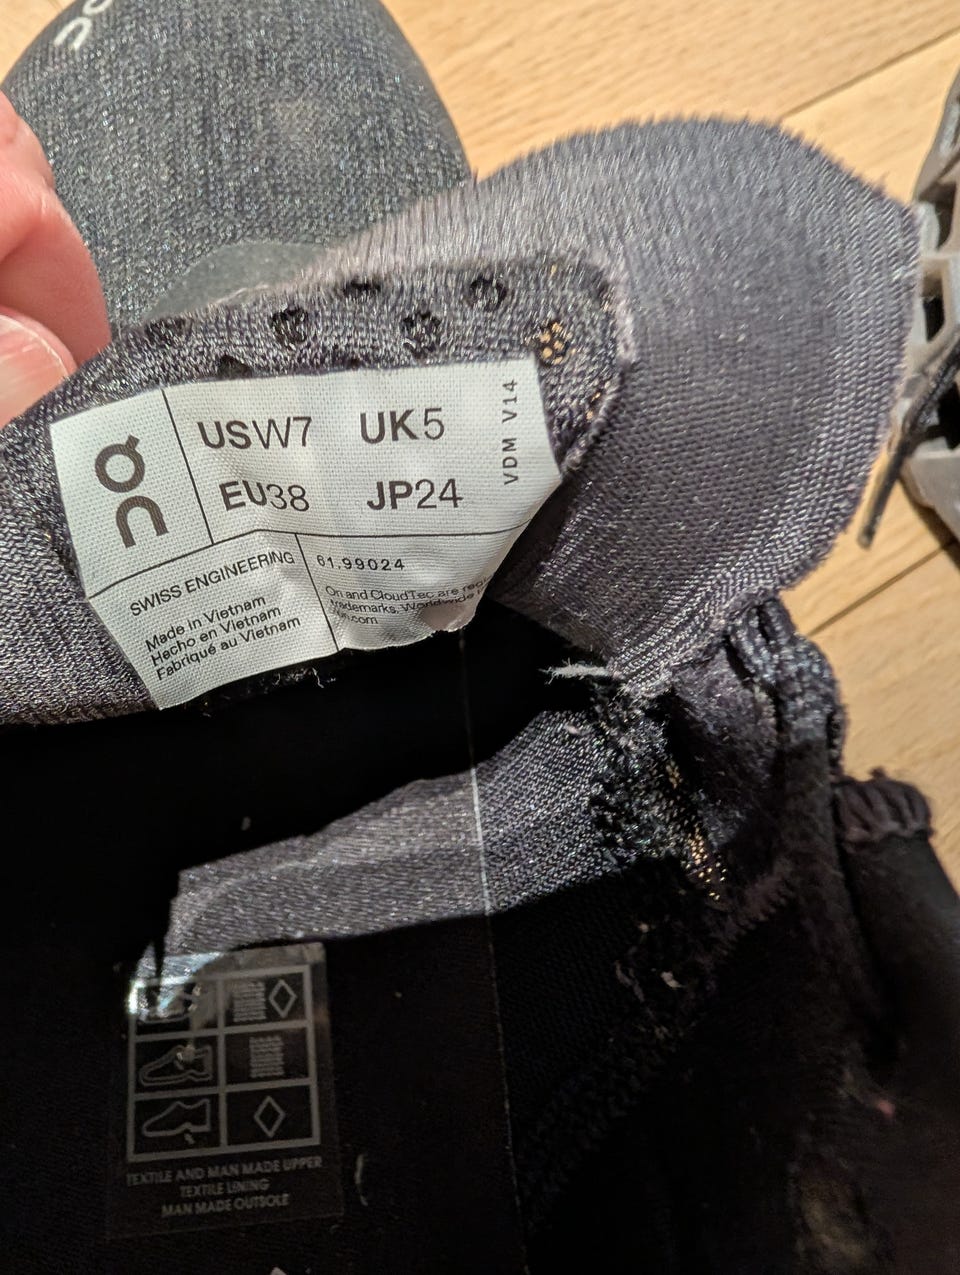 USW7 UK5
EU38 JP24
VDM V14
SWISS ENGINEERING
Made in Vietnam
Hecho en Vietnam
Fabriqué au Vietnam
61.99024
On and CloudTec are
trademarks. Worldwide
TEXTILE AND MAN MADE UPPER
TEXTILE LINING
MAN MADE OUTSOLE